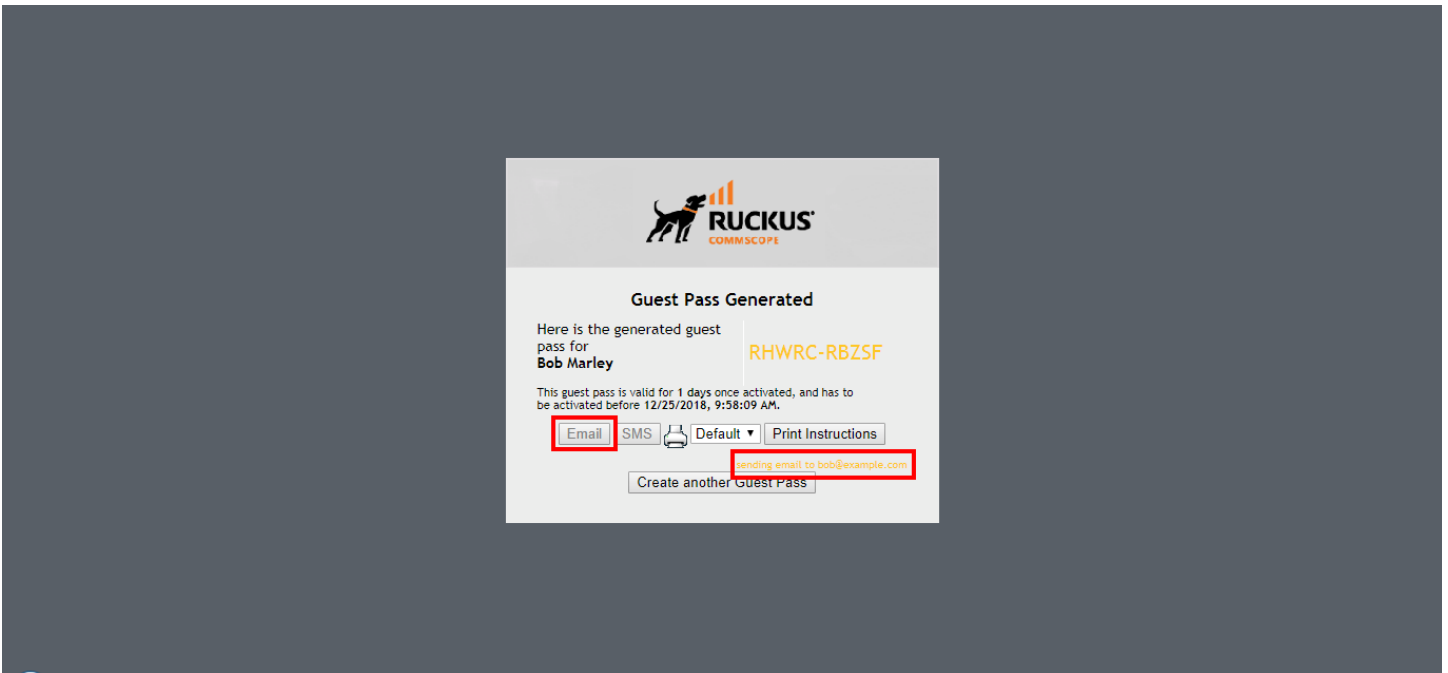 RUCKUS®
COMMSCOPE
Guest Pass Generated
Here is the generated guest
pass for
Bob Marley
RHWRC-RBZSF
This guest pass is valid for 1 days once activated, and has to
be activated before 12/25/2018, 9:58:09 AM.
Email SMS Default Print Instructions
sending email to bob@example.com
Create another Guest Pass